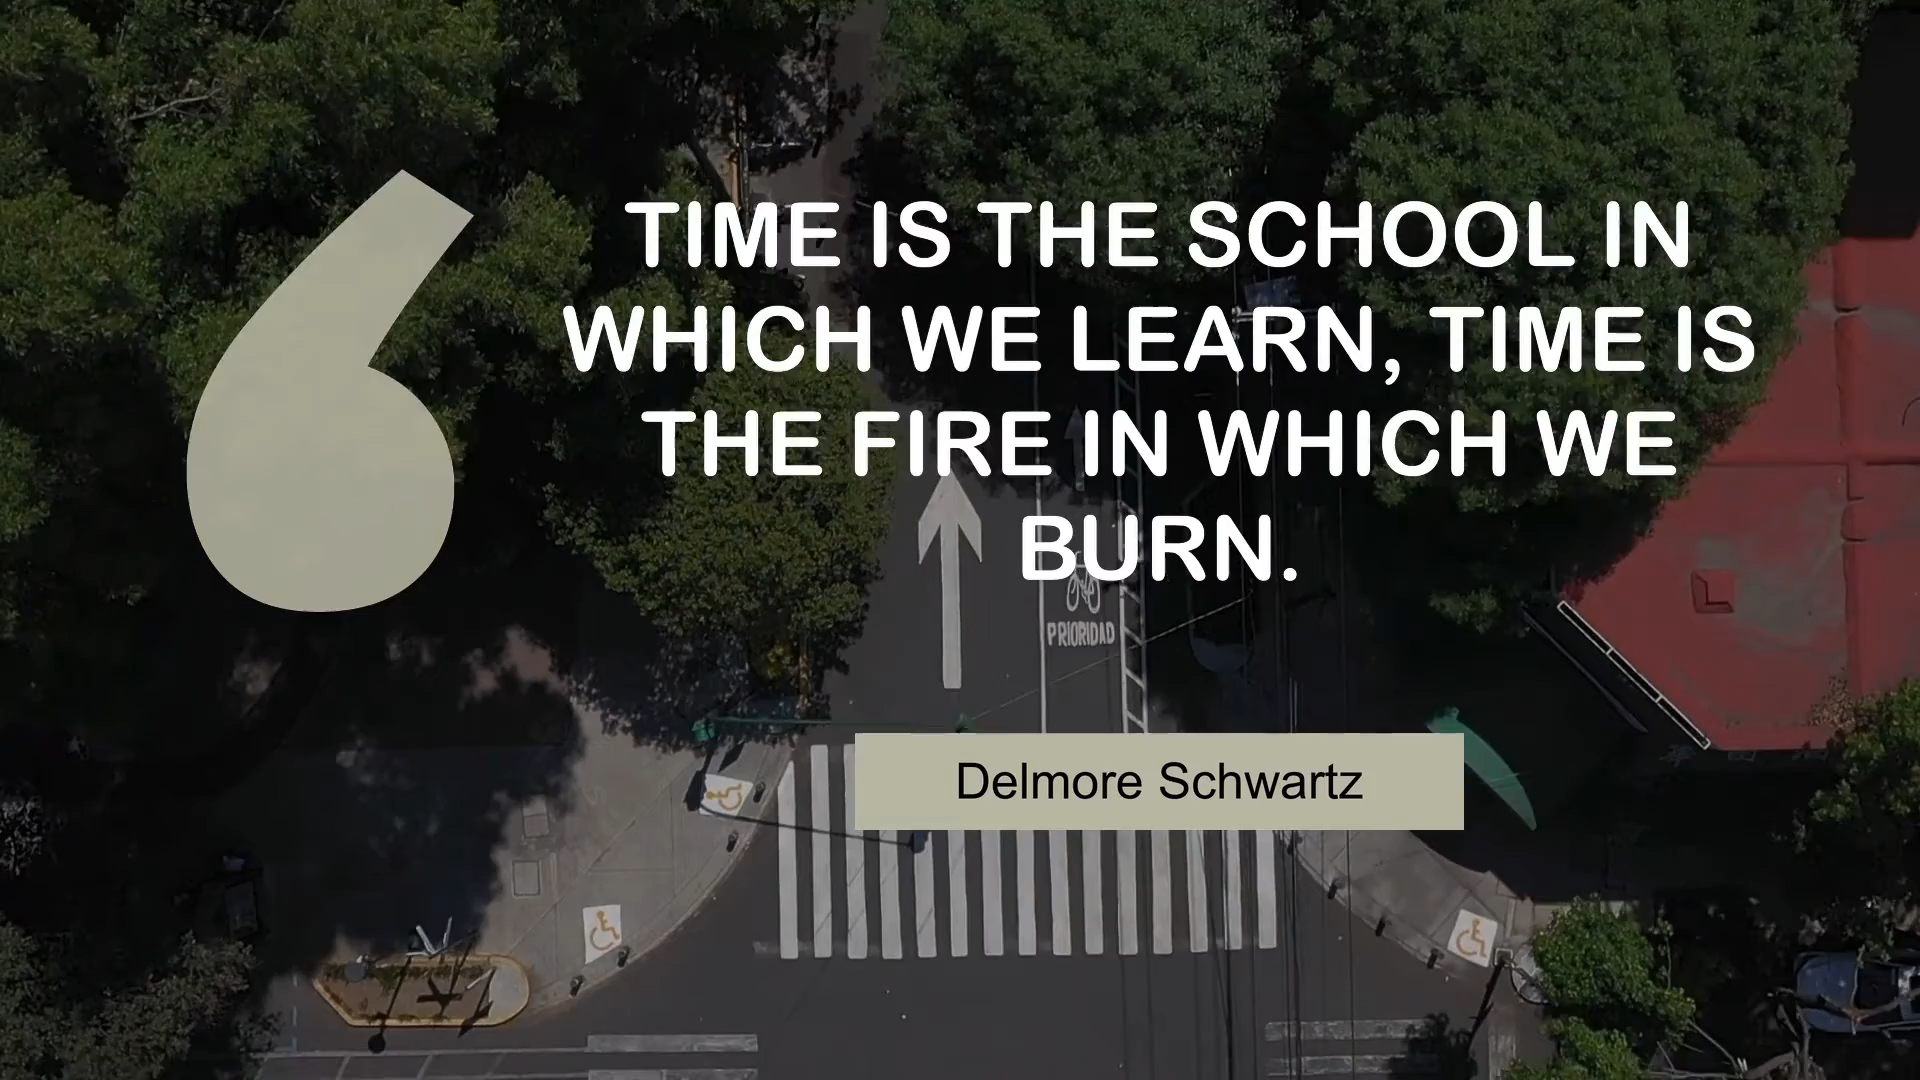 TIME IS THE SCHOOL IN
WHICH WE LEARN, TIME IS
THE FIRE IN WHICH WE
BURN.
PRIORIDAD
Delmore Schwartz